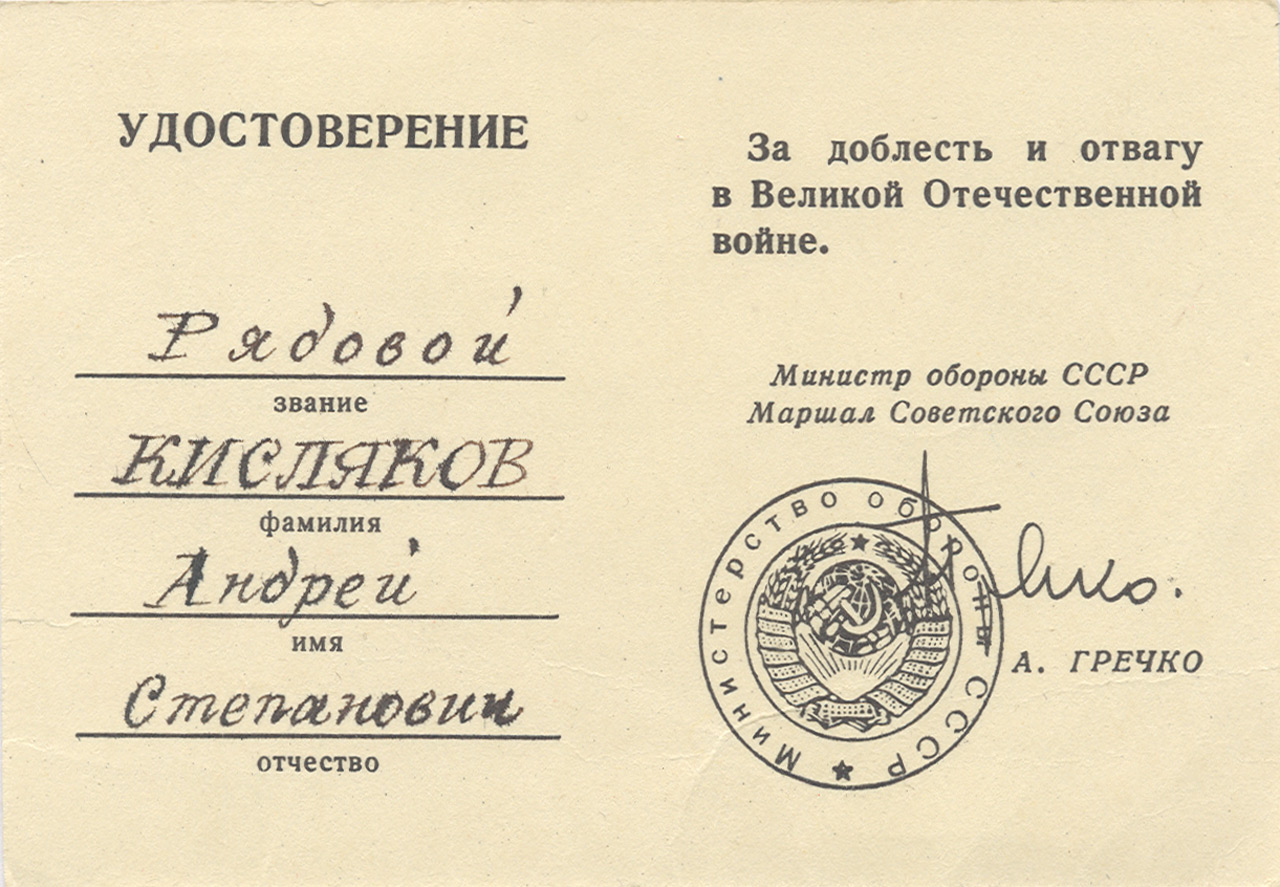 УДОСТОВЕРЕНИЕ
Рядовой
звание
КИСЛЯКОВ
фамилия
Андрей
имя
Степанович
отчество
За доблесть и отвагу
в Великой Отечественной
войне.
Министр обороны СССР
Маршал Советского Союза
Министерство обороны СССР
А. ГРЕЧКО